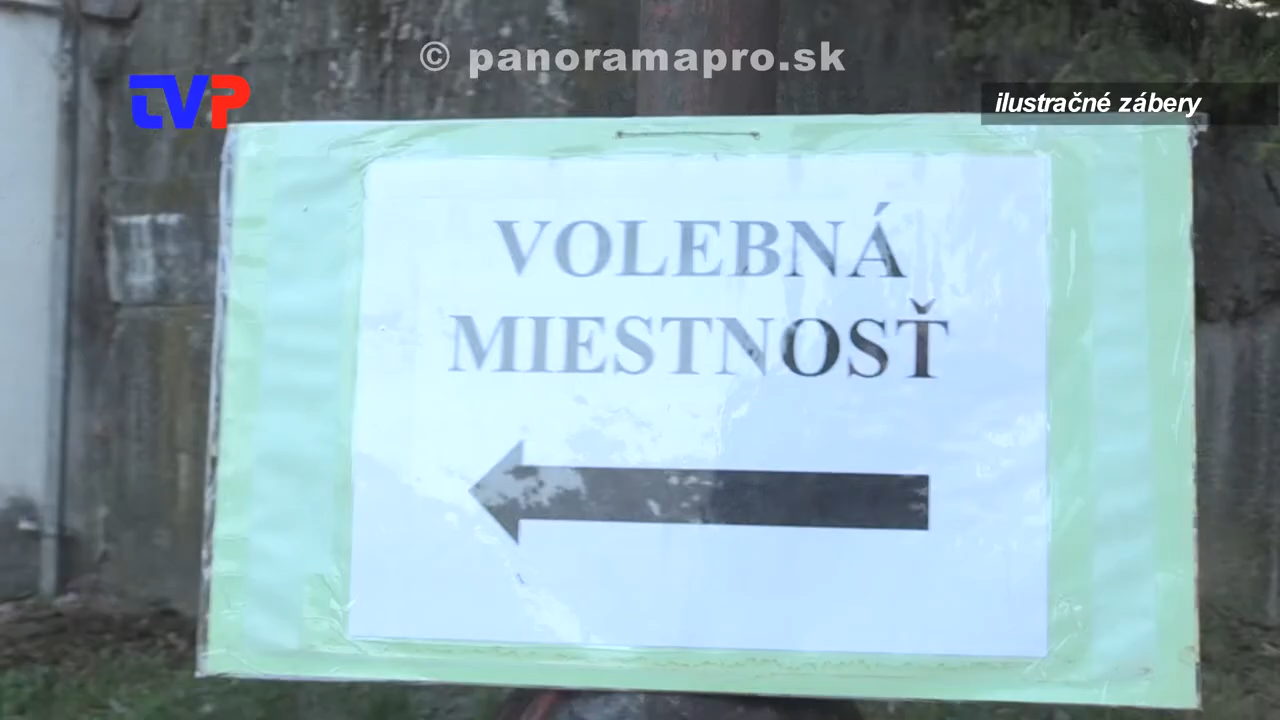 © panoramapro.sk
TVP
ilustračné zábery
VOLEBNÁ
MIESTNOSŤ